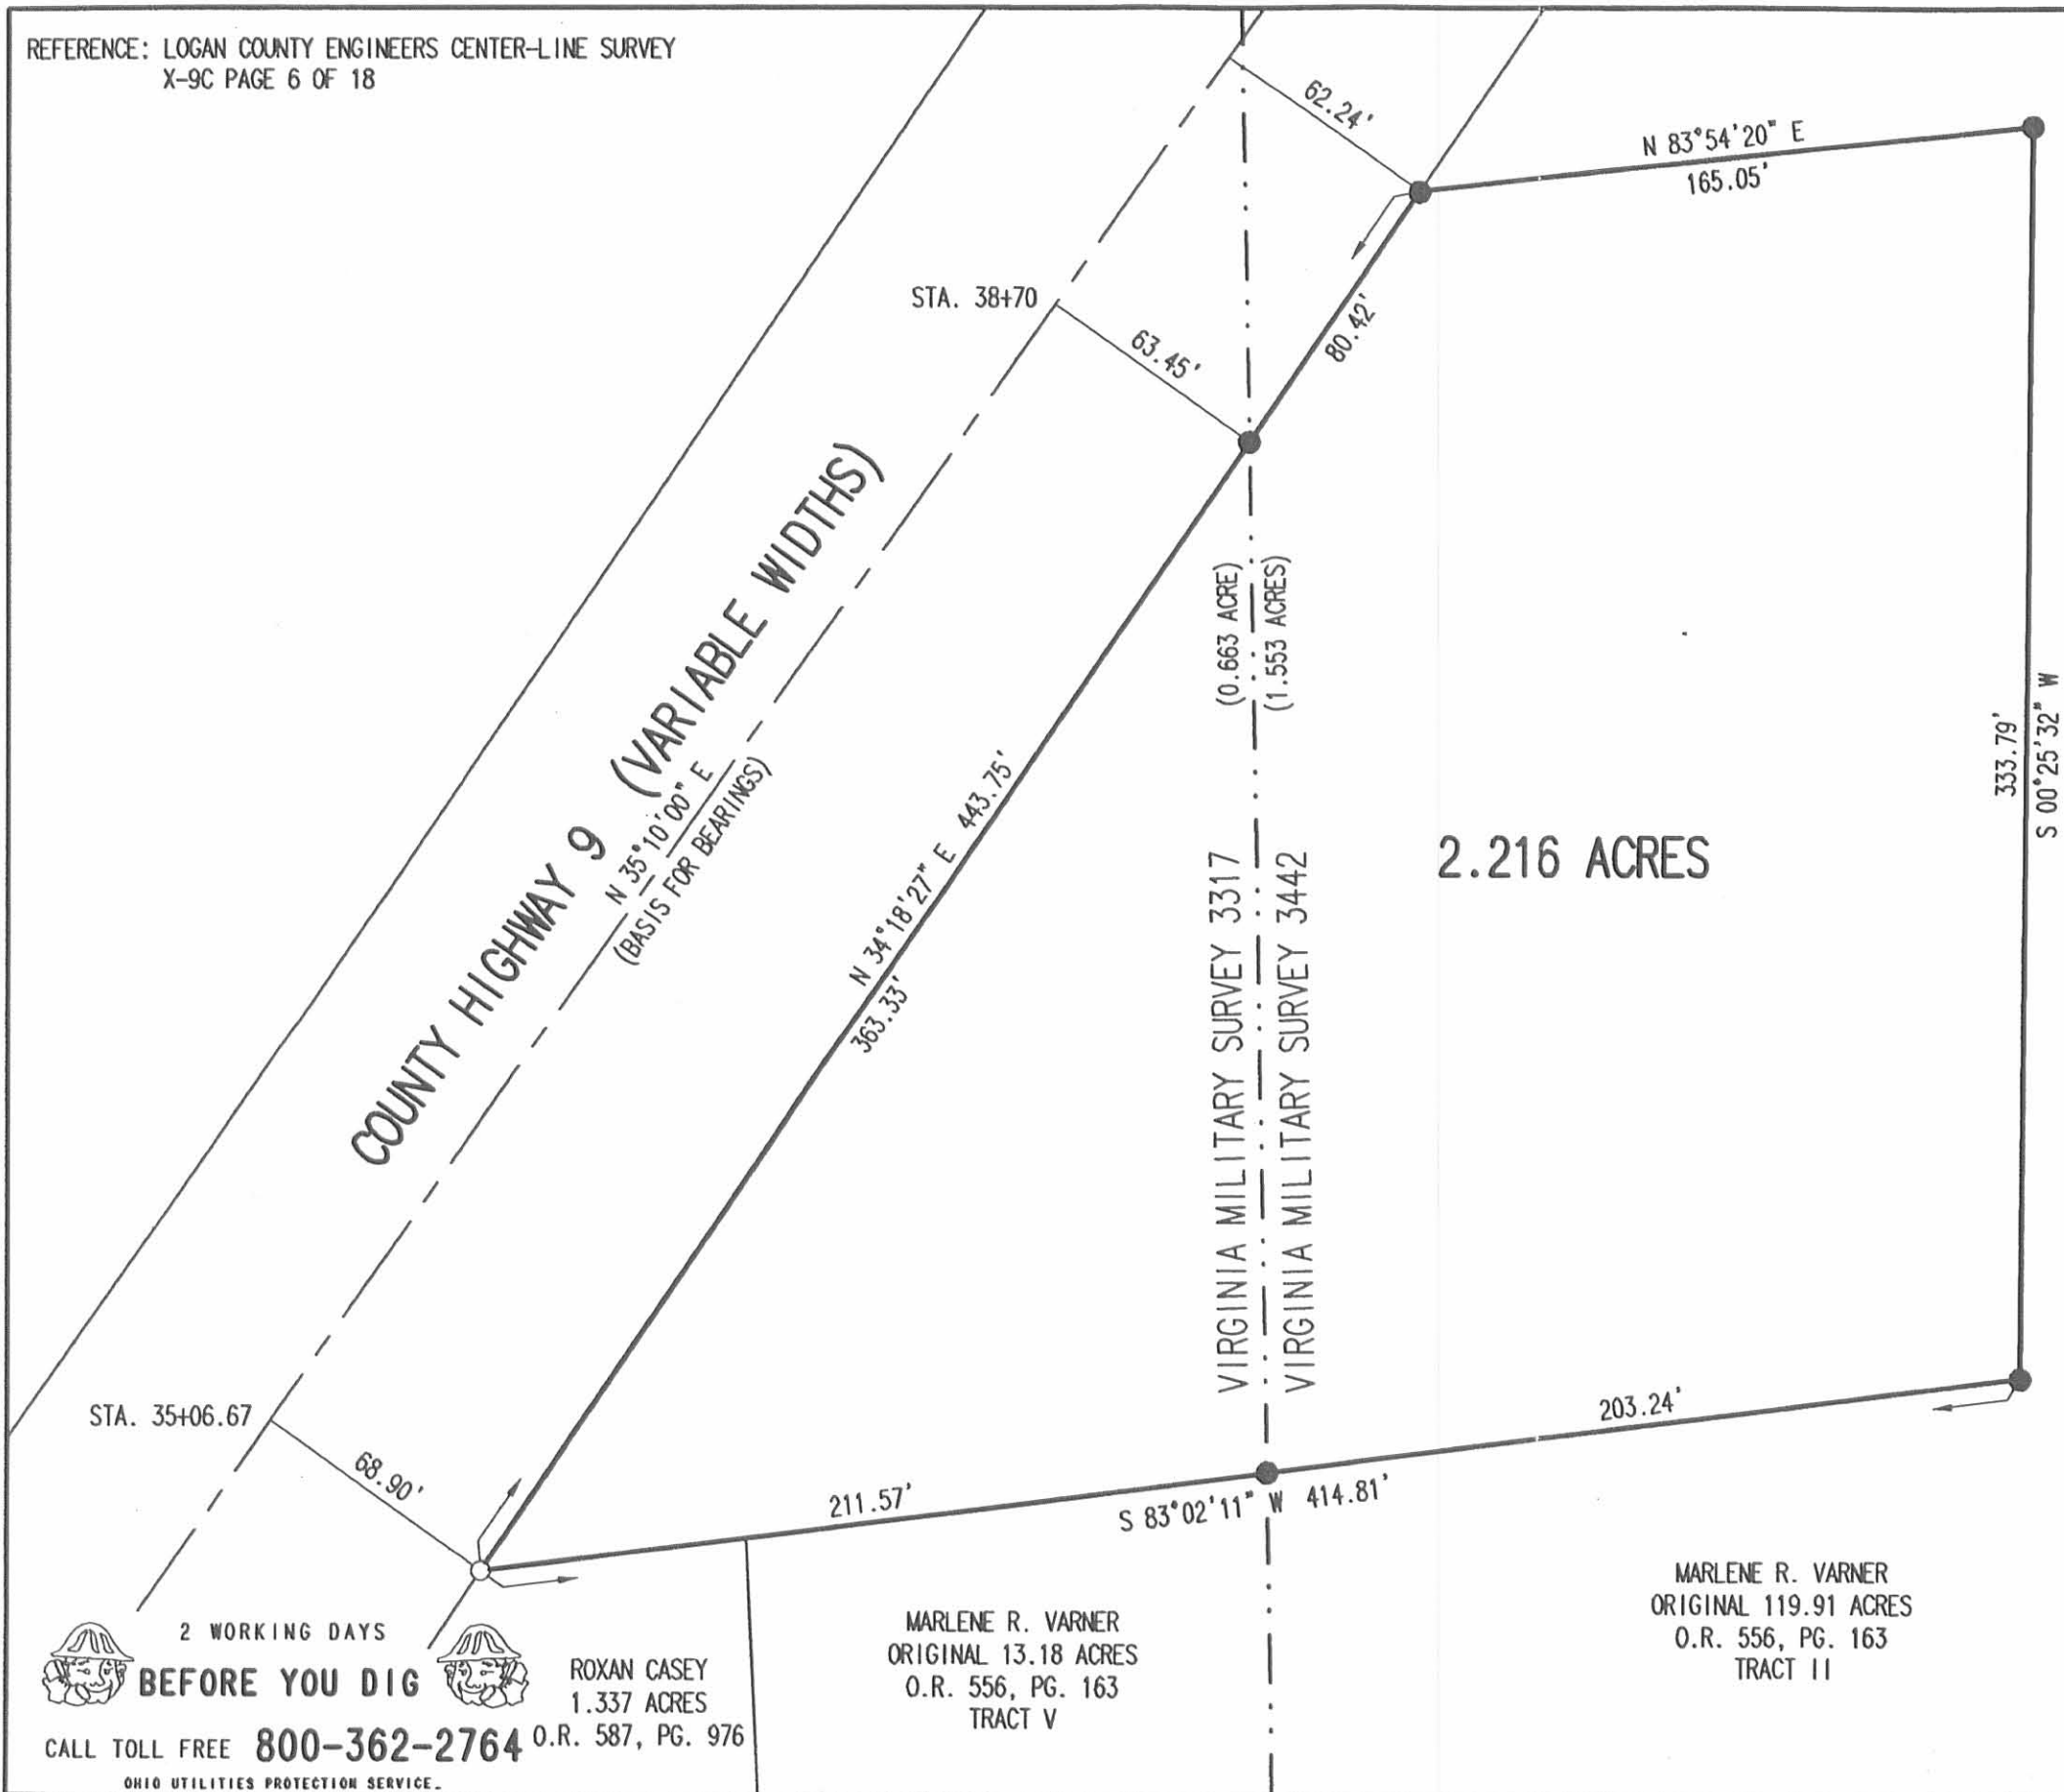 REFERENCE: LOGAN COUNTY ENGINEERS CENTER-LINE SURVEY
X-9C PAGE 6 OF 18
62.24'
N 83°54'20" E
165.05'
STA. 38+70
63.45'
80.42'
COUNTY HIGHWAY 9 (VARIABLE WIDTHS)
N 35°10'00" E
(BASIS FOR BEARINGS)
N 34°18'27" E 443.75'
363.33'
(0.663 ACRE)
(1.553 ACRES)
VIRGINIA MILITARY SURVEY 3317
VIRGINIA MILITARY SURVEY 3442
2.216 ACRES
333.79'
S 00°25'32" W
STA. 35+06.67
68.90'
211.57'
203.24'
S 83°02'11" W 414.81'
2 WORKING DAYS
BEFORE YOU DIG
CALL TOLL FREE 800-362-2764
OHIO UTILITIES PROTECTION SERVICE.
ROXAN CASEY
1.337 ACRES
O.R. 587, PG. 976
MARLENE R. VARNER
ORIGINAL 13.18 ACRES
O.R. 556, PG. 163
TRACT V
MARLENE R. VARNER
ORIGINAL 119.91 ACRES
O.R. 556, PG. 163
TRACT II